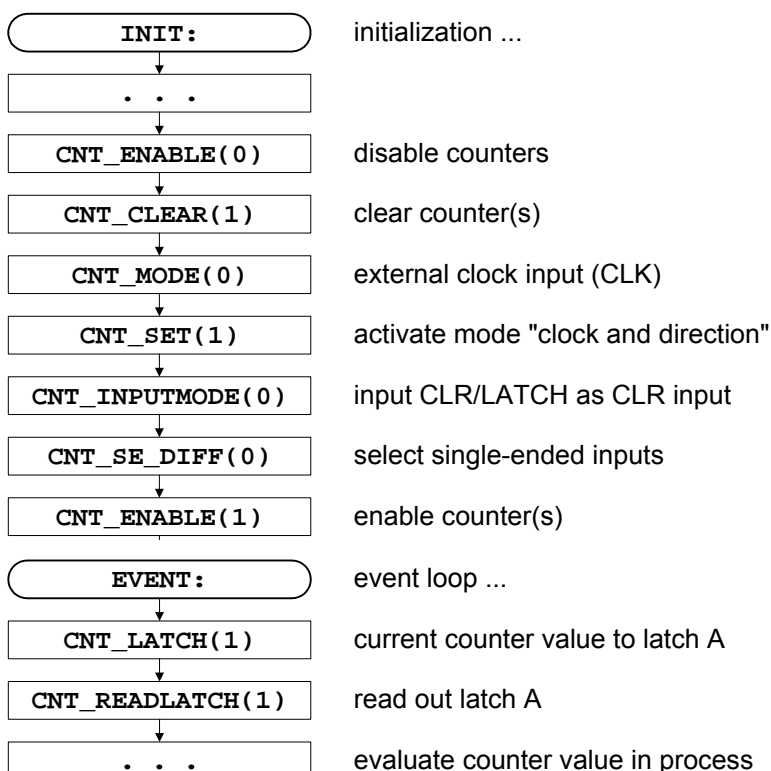 INIT: initialization ...
. . .
CNT_ENABLE(0) disable counters
CNT_CLEAR(1) clear counter(s)
CNT_MODE(0) external clock input (CLK)
CNT_SET(1) activate mode "clock and direction"
CNT_INPUTMODE(0) input CLR/LATCH as CLR input
CNT_SE_DIFF(0) select single-ended inputs
CNT_ENABLE(1) enable counter(s)
EVENT: event loop ...
CNT_LATCH(1) current counter value to latch A
CNT_READLATCH(1) read out latch A
. . . evaluate counter value in process